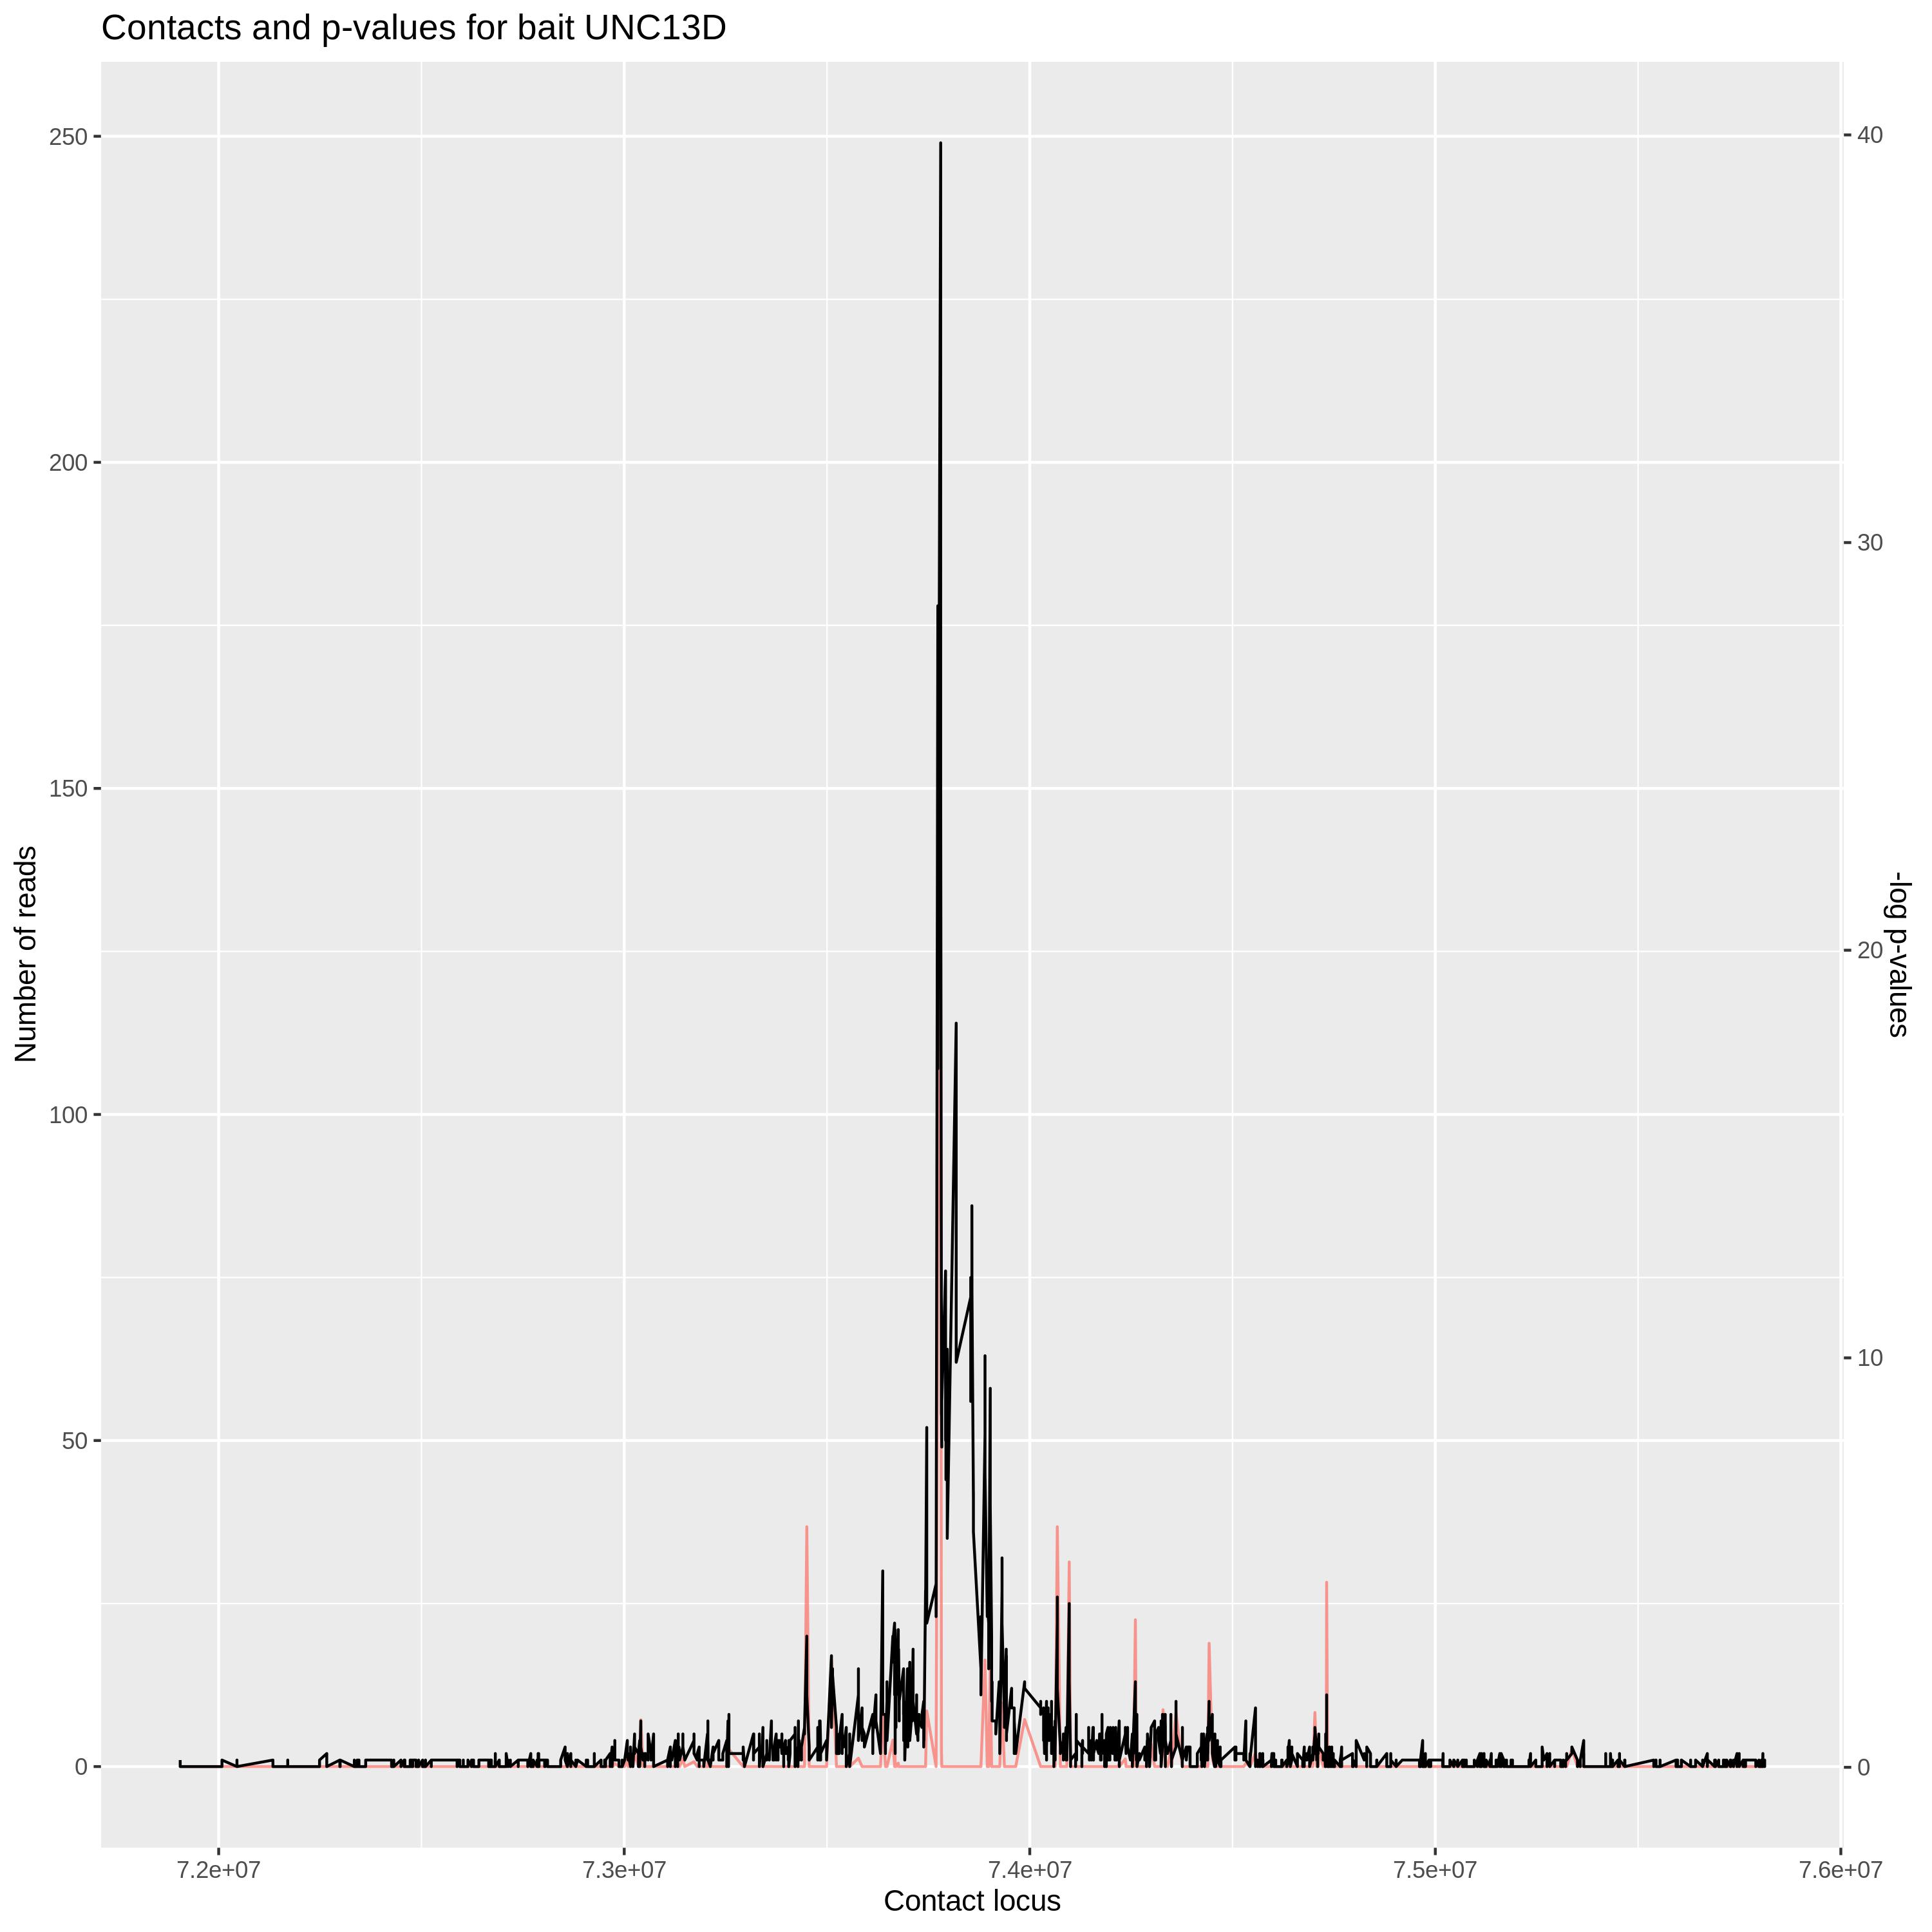 Contacts and p-values for bait UNC13D
250
200
150
100
50
0
Number of reads
40
30
20
10
0
-log p-values
7.2e+07
7.3e+07
7.4e+07
7.5e+07
7.6e+07
Contact locus